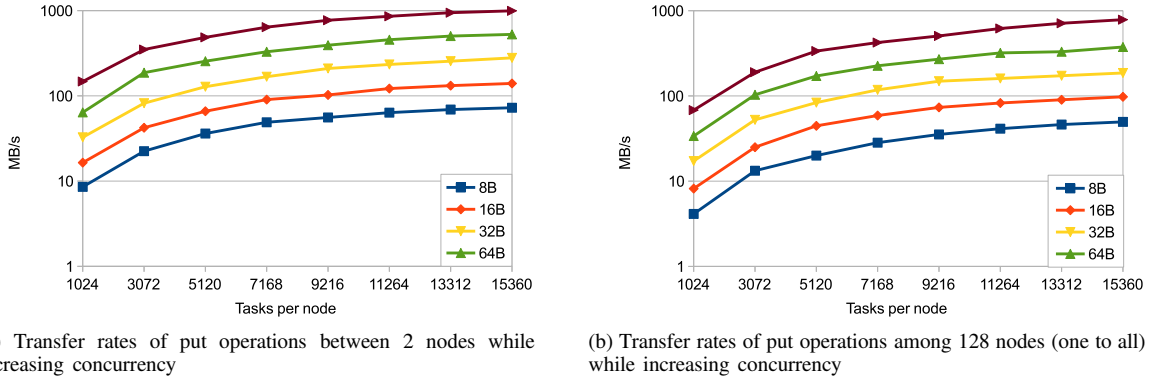 1000
100
10
1
MB/s
1024 3072 5120 7168 9216 11264 13312 15360
Tasks per node
8B
16B
32B
64B
Transfer rates of put operations between 2 nodes while
creasing concurrency
1000
100
10
1
MB/s
1024 3072 5120 7168 9216 11264 13312 15360
Tasks per node
8B
16B
32B
64B
(b) Transfer rates of put operations among 128 nodes (one to all)
while increasing concurrency